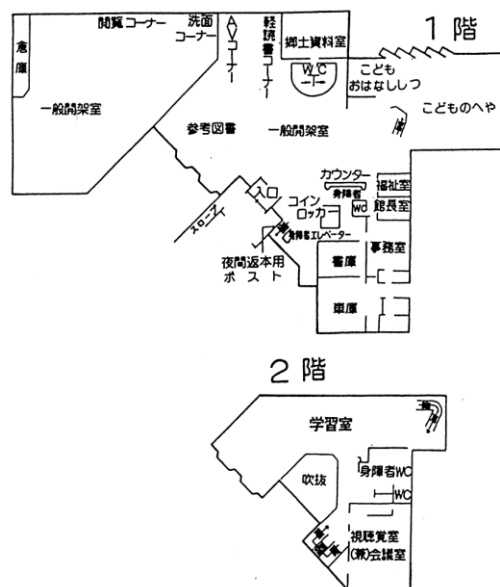 1階
閲覧コーナー
洗面
コーナー
AVコーナー
軽読書コーナー
郷土資料室
WC
倉庫
一般開架室
こども
おはなししつ
こどものへや
参考図書
一般開架室
カウンター
身障者
WC
福祉室
館長室
入口
コイン
ロッカー
スロープ
身障者エレベーター
夜間返本用
ポスト
書庫
事務室
車庫
2階
学習室
吹抜
身障者WC
WC
視聴覚室
(兼)会議室